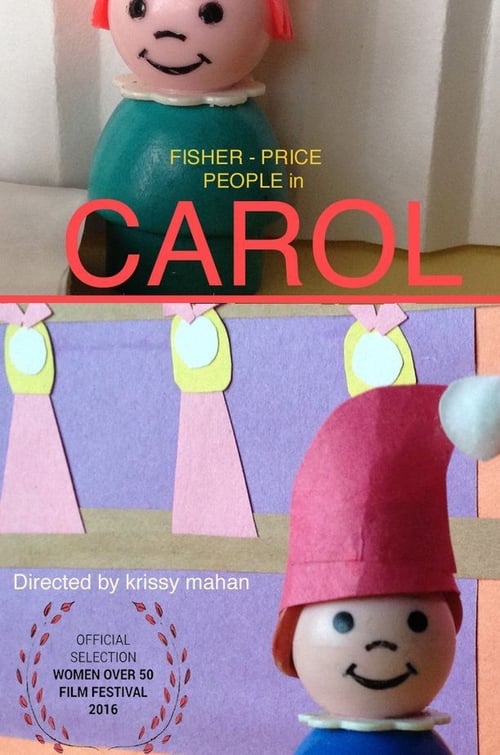 FISHER - PRICE
PEOPLE in
CAROL
Directed by krissy mahan
OFFICIAL
SELECTION
WOMEN OVER 50
FILM FESTIVAL
2016